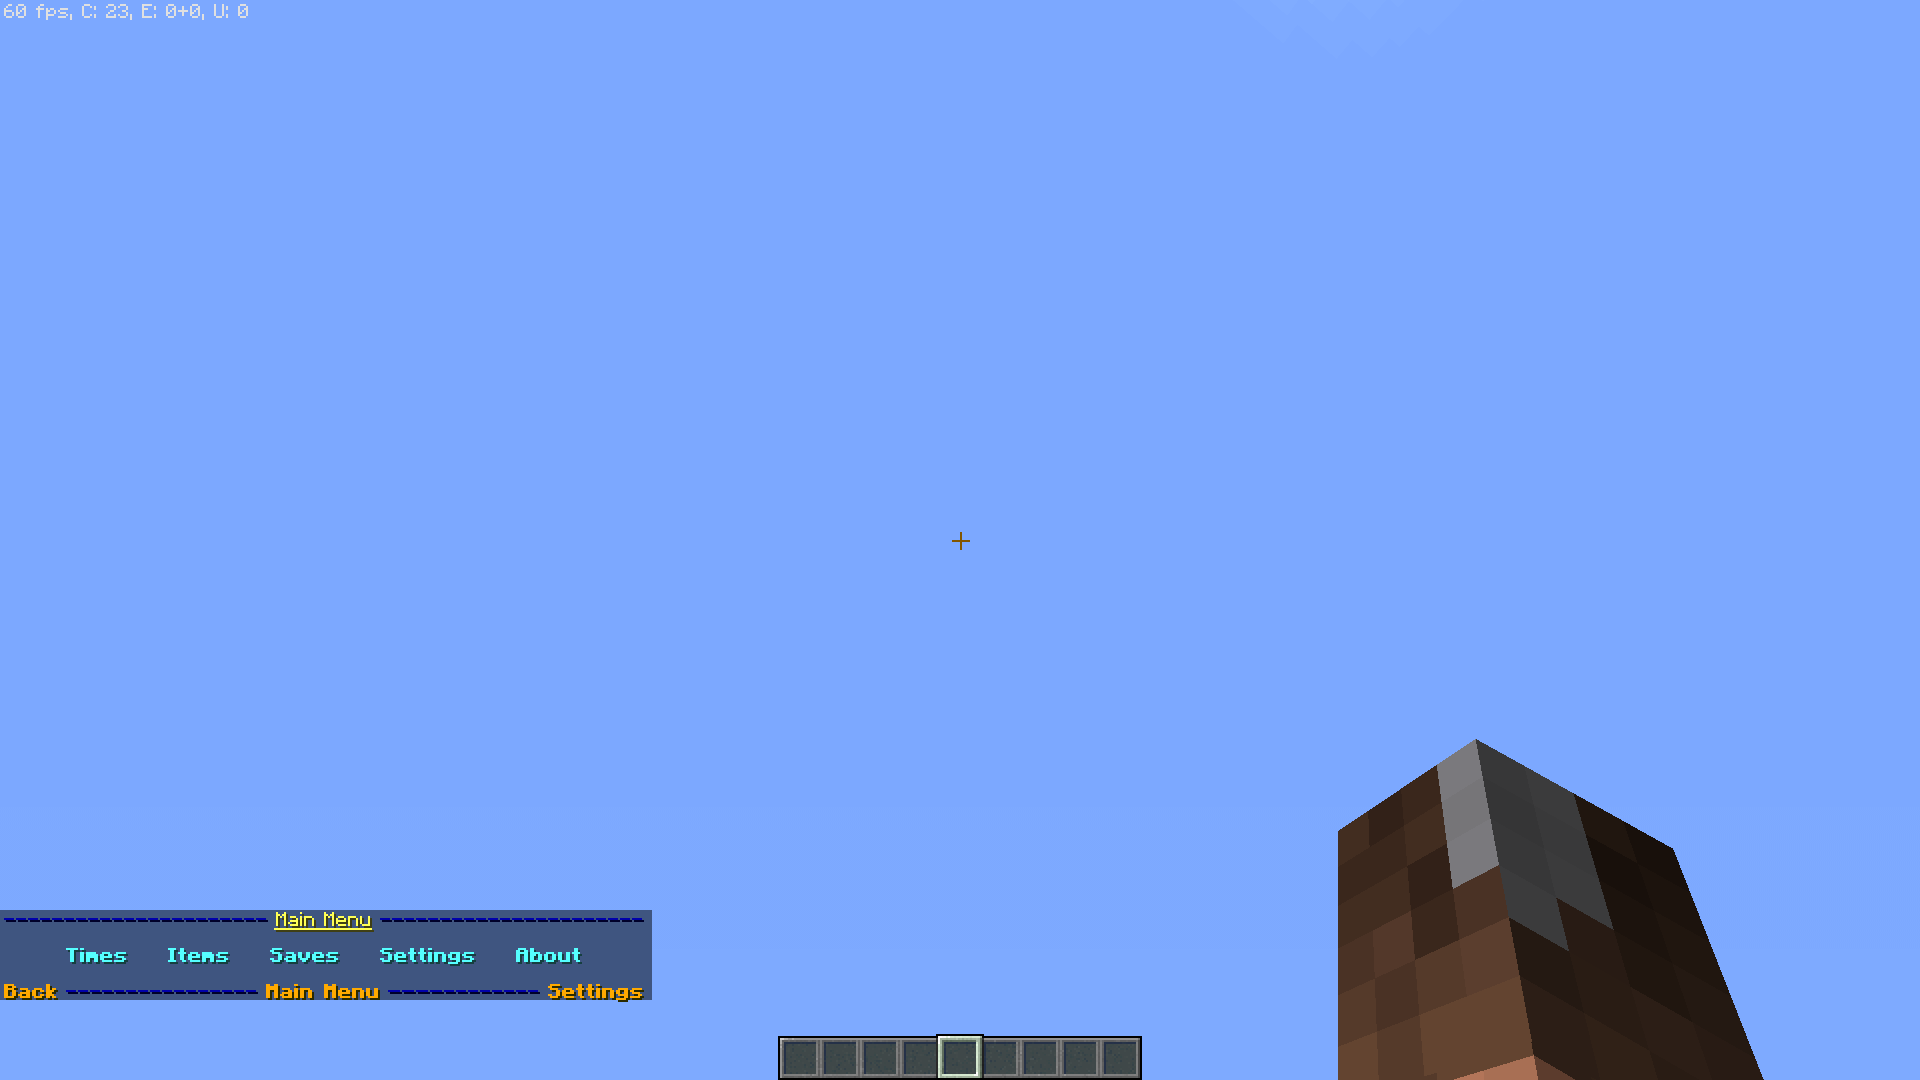 60 fps, C: 23, E: 0+0, U: 0
Main Menu
Times Items Saves Settings About
Back Main Menu Settings